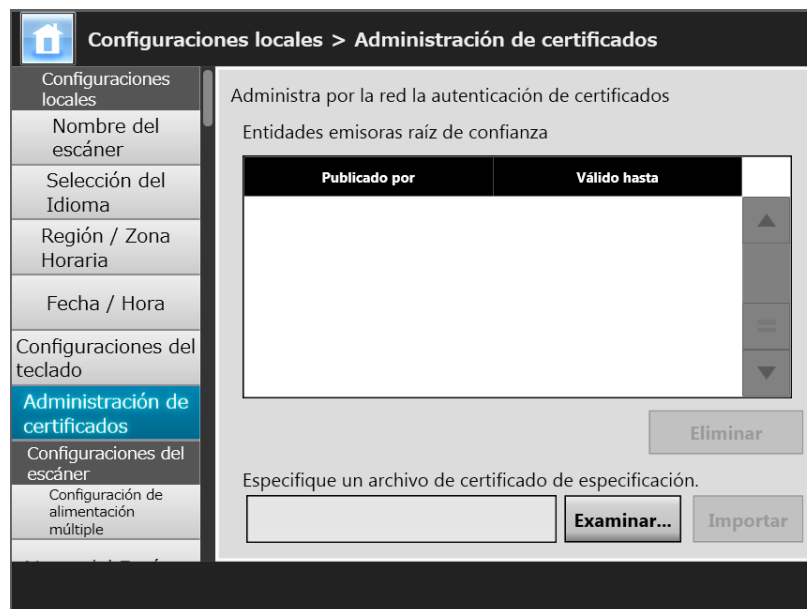 Configuraciones locales > Administración de certificados
Configuraciones
locales
Nombre del
escáner
Selección del
Idioma
Región / Zona
Horaria
Fecha / Hora
Configuraciones del
teclado
Administración de
certificados
Configuraciones del
escáner
Configuración de
alimentación
múltiple
Administra por la red la autenticación de certificados
Entidades emisoras raíz de confianza
Publicado por
Válido hasta
Eliminar
Especifique un archivo de certificado de especificación.
Examinar...
Importar